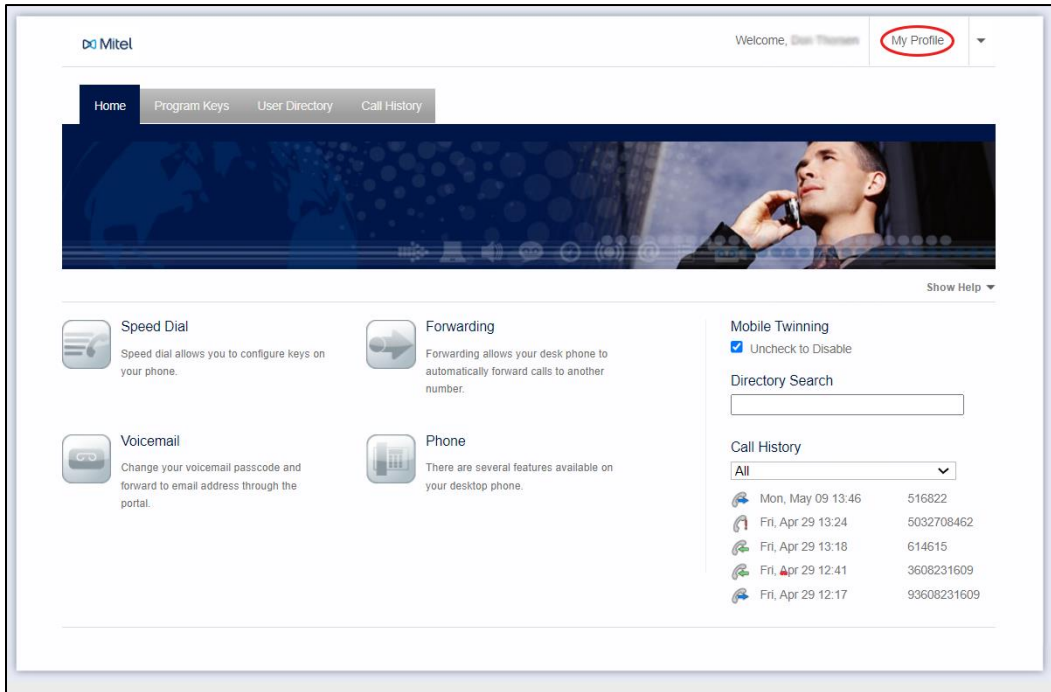 Mitel
Welcome,
My Profile
Home Program Keys User Directory Call History
Show Help
Speed Dial
Speed dial allows you to configure keys on
your phone.
Forwarding
Forwarding allows your desk phone to
automatically forward calls to another
number.
Voicemail
Change your voicemail passcode and
forward to email address through the
portal.
Phone
There are several features available on
your desktop phone.
Mobile Twinning
Uncheck to Disable
Directory Search
Call History
All
Mon, May 09 13:46 516822
Fri, Apr 29 13:24 5032708462
Fri, Apr 29 13:18 614615
Fri, Apr 29 12:41 3608231609
Fri, Apr 29 12:17 93608231609